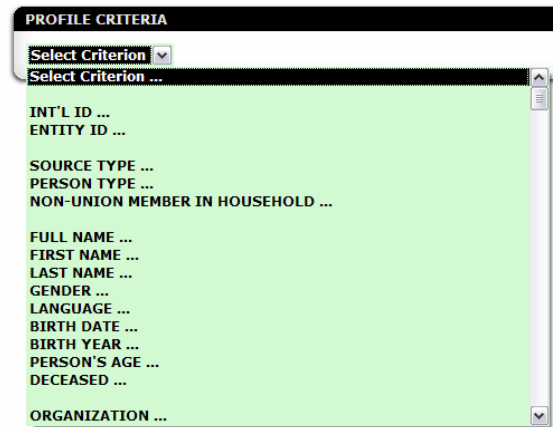 PROFILE CRITERIA
Select Criterion
Select Criterion ...
INT'L ID ...
ENTITY ID ...
SOURCE TYPE ...
PERSON TYPE ...
NON-UNION MEMBER IN HOUSEHOLD ...
FULL NAME ...
FIRST NAME ...
LAST NAME ...
GENDER ...
LANGUAGE ...
BIRTH DATE ...
BIRTH YEAR ...
PERSON'S AGE ...
DECEASED ...
ORGANIZATION ...